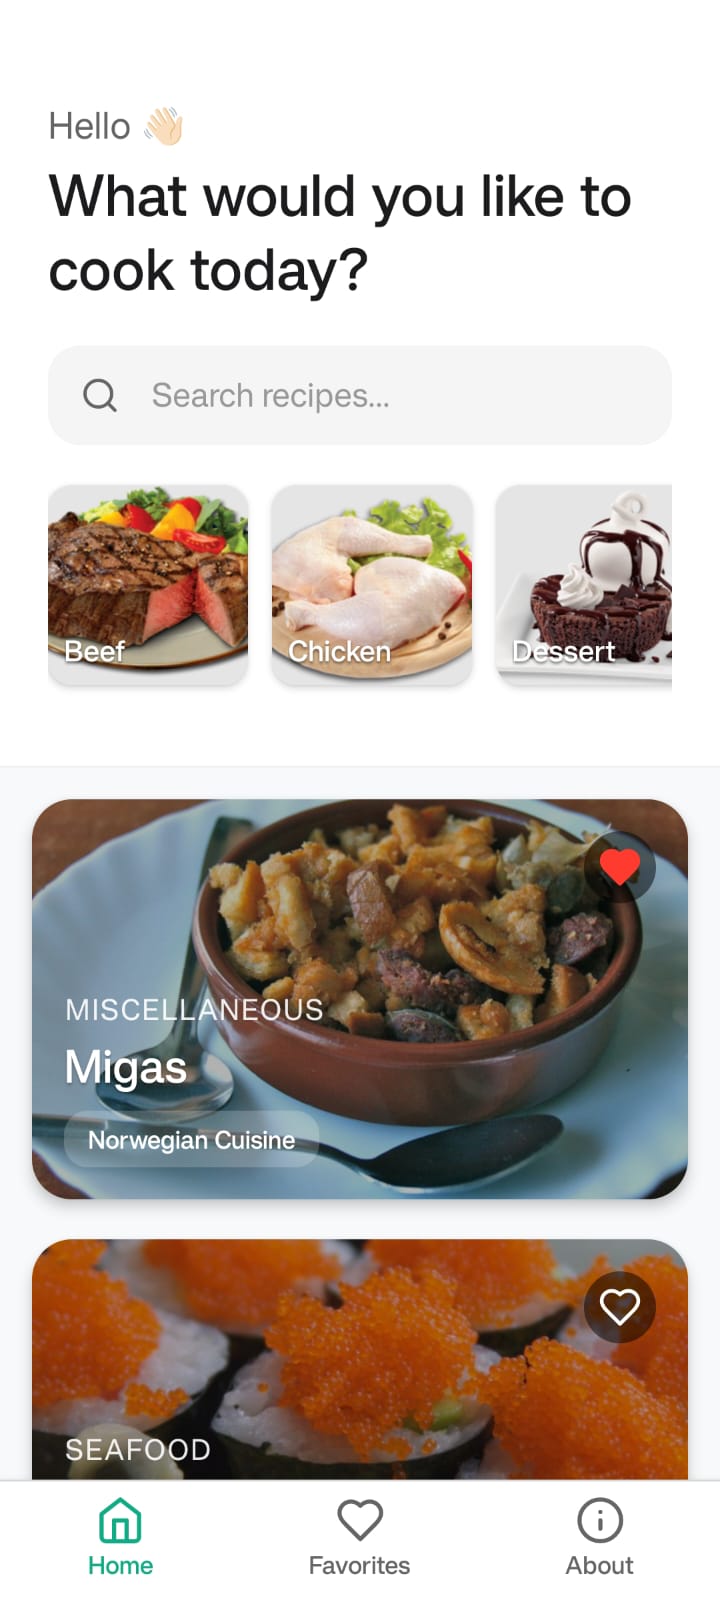 Hello 👋🏻
What would you like to
cook today?
Search recipes...
Beef
Chicken
Dessert
MISCELLANEOUS
Migas
Norwegian Cuisine
SEAFOOD
Home
Favorites
About